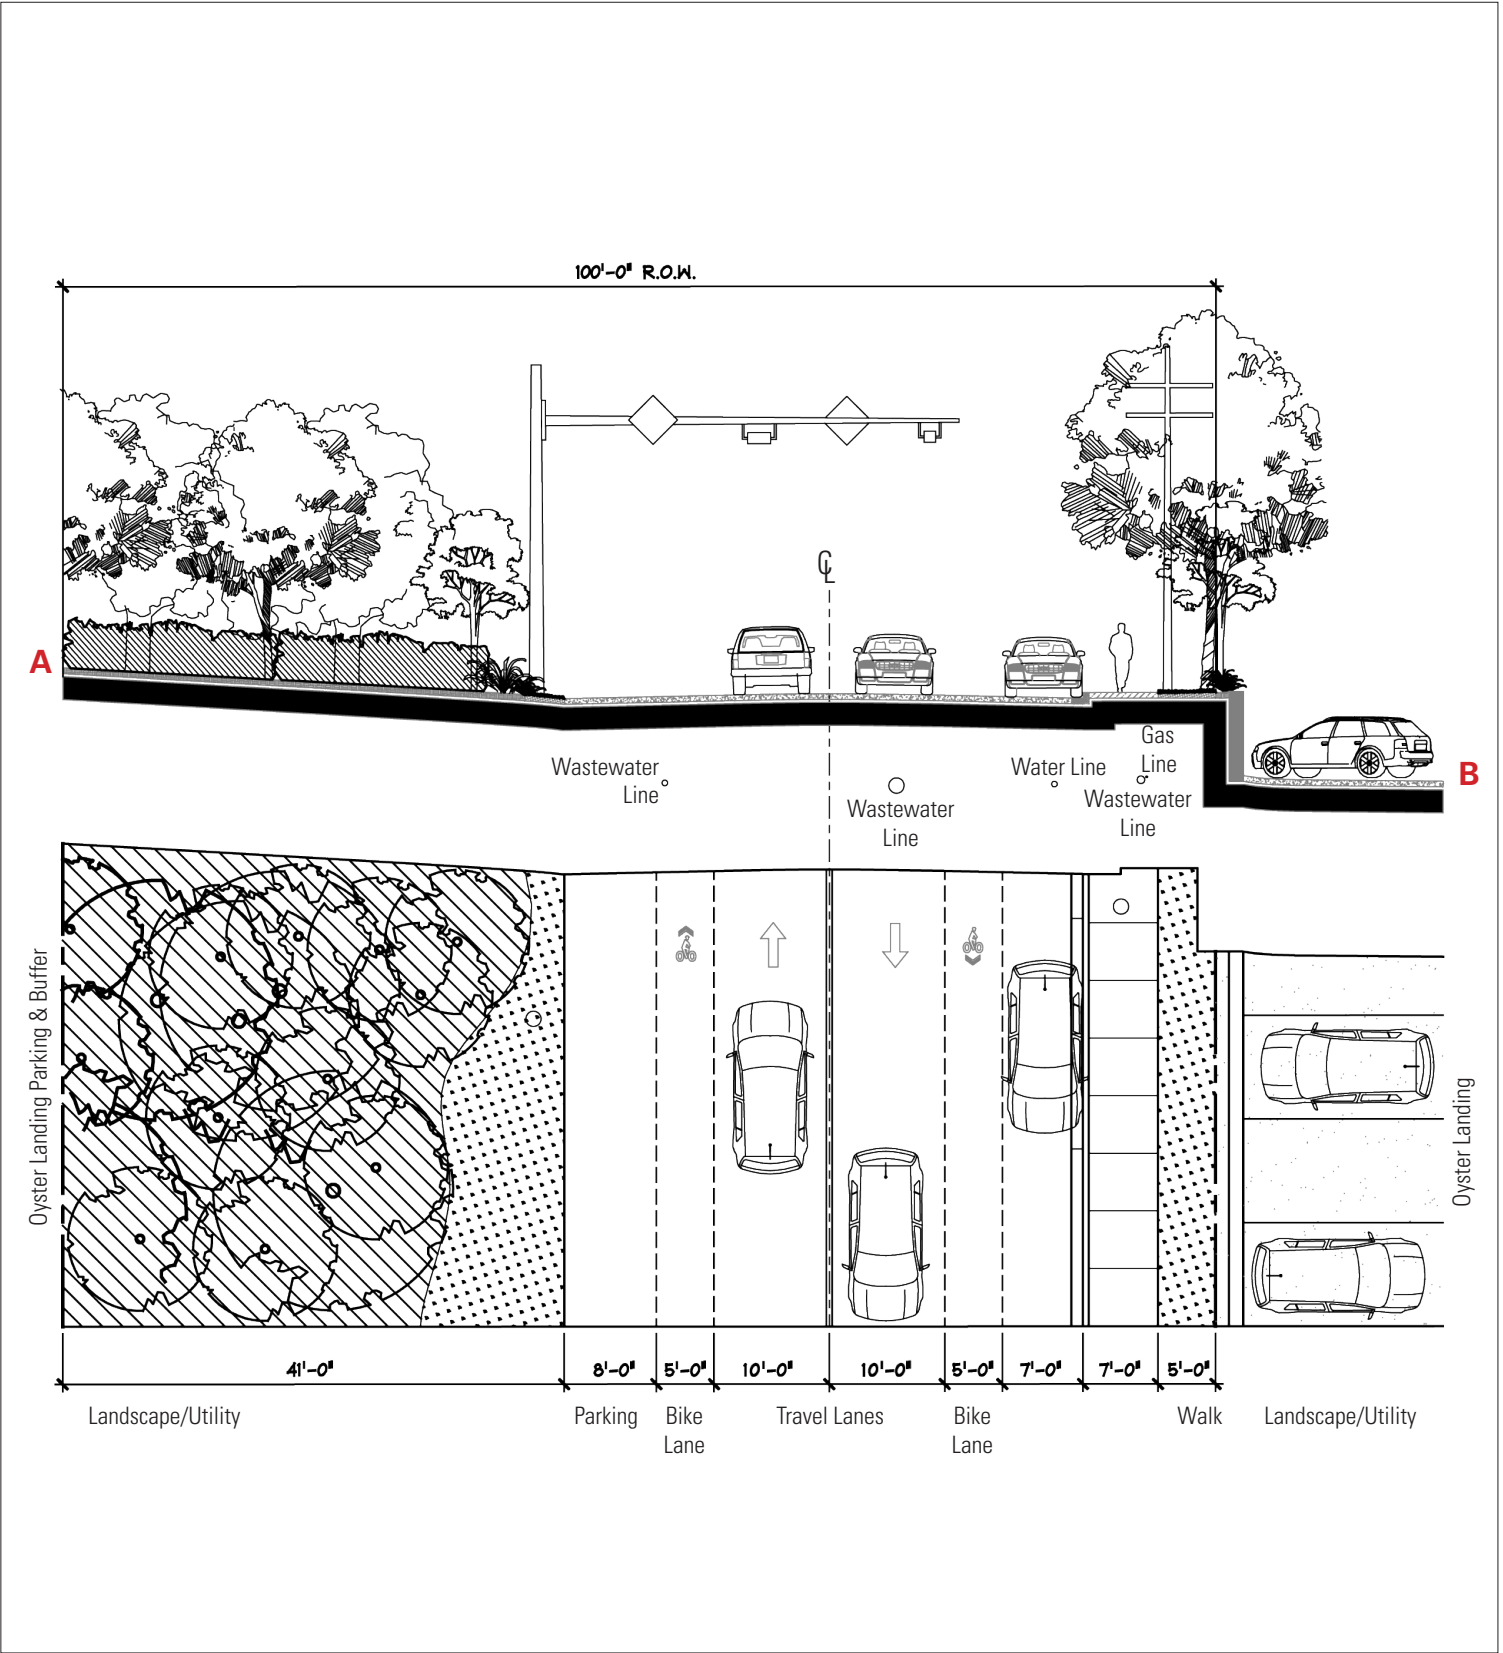 100'-0" R.O.W.
CL
A
B
Gas
Line
Wastewater
Line
Water Line
Wastewater
Line
Wastewater
Line
Oyster Landing Parking & Buffer
Oyster Landing
41'-0" 8'-0" 5'-0" 10'-0" 10'-0" 5'-0" 7'-0" 7'-0" 5'-0"
Landscape/Utility Parking Bike Travel Lanes Bike Walk Landscape/Utility
Lane Lane